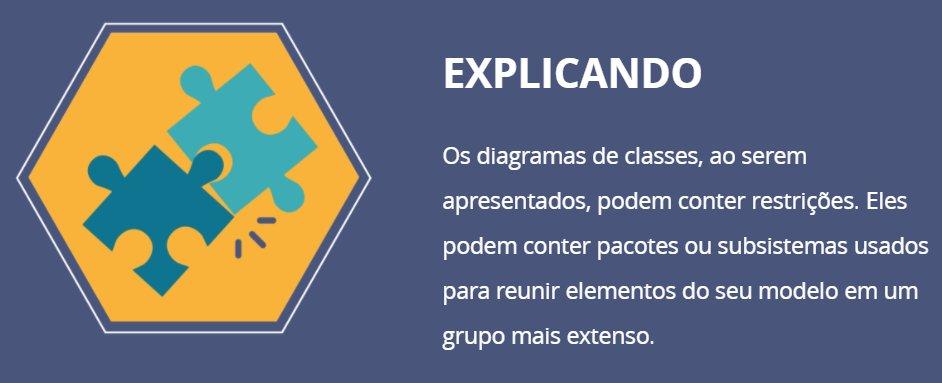 EXPLICANDO
Os diagramas de classes, ao serem
apresentados, podem conter restrições. Eles
podem conter pacotes ou subsistemas usados
para reunir elementos do seu modelo em um
grupo mais extenso.